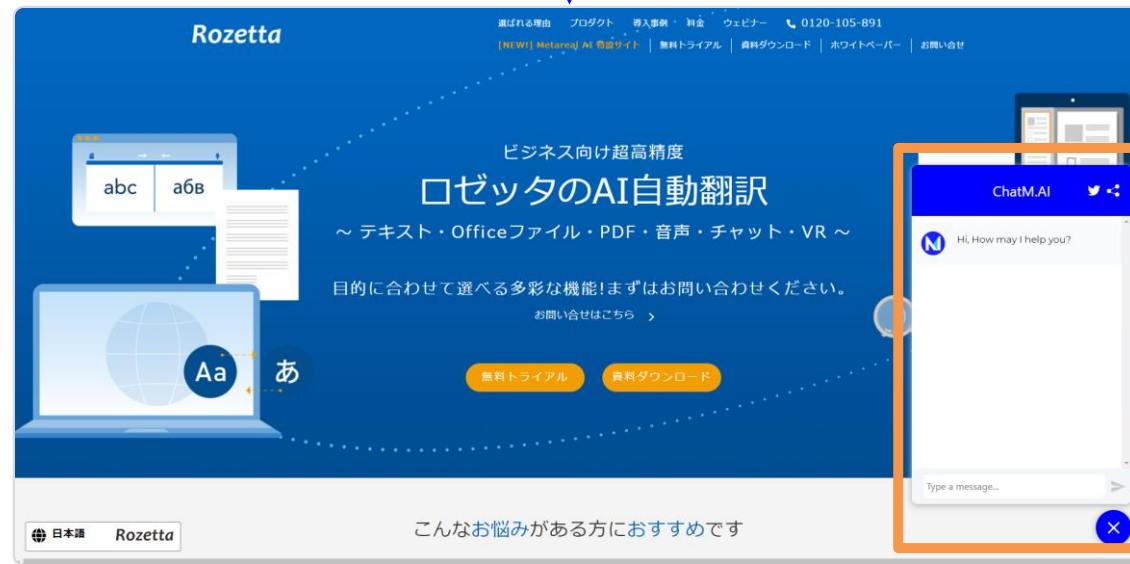 Rozetta
選ばれる理由 プロダクト 導入事例 料金 ウェビナー 0120-105-891
[NEW!] Metareal AI 特設サイト | 無料トライアル | 資料ダウンロード | ホワイトペーパー | お問い合せ
abc абв
ビジネス向け超高精度
ロゼッタのAI自動翻訳
～ テキスト・Officeファイル・PDF・音声・チャット・VR ～
目的に合わせて選べる多彩な機能!まずはお問い合わせください。
お問い合せはこちら >
Aa あ
無料トライアル 資料ダウンロード
ChatM.AI
Hi, How may I help you?
Type a message...
日本語 Rozetta
こんなお悩みがある方におすすめです